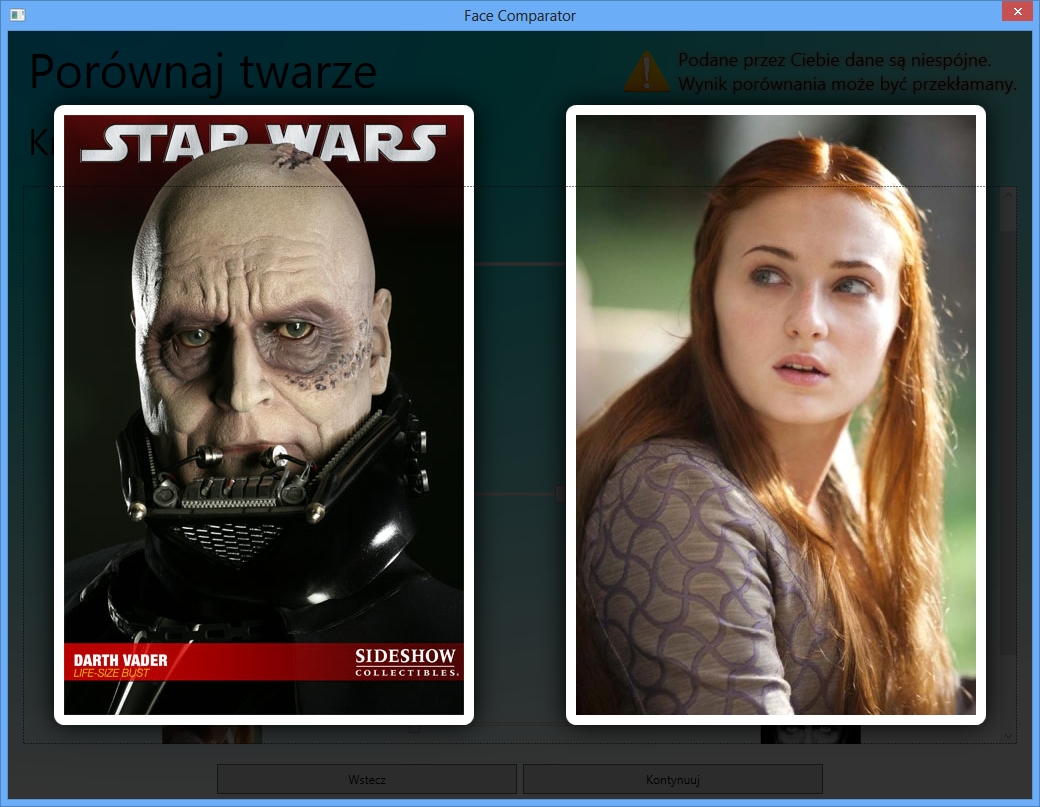 Face Comparator
Porównaj twarze
Podane przez Ciebie dane są niespójne.
Wynik porównania może być przekłamany.
STAR WARS
DARTH VADER
LIFE-SIZE BUST
SIDESHOW
COLLECTIBLES.
Wstecz
Kontynuuj